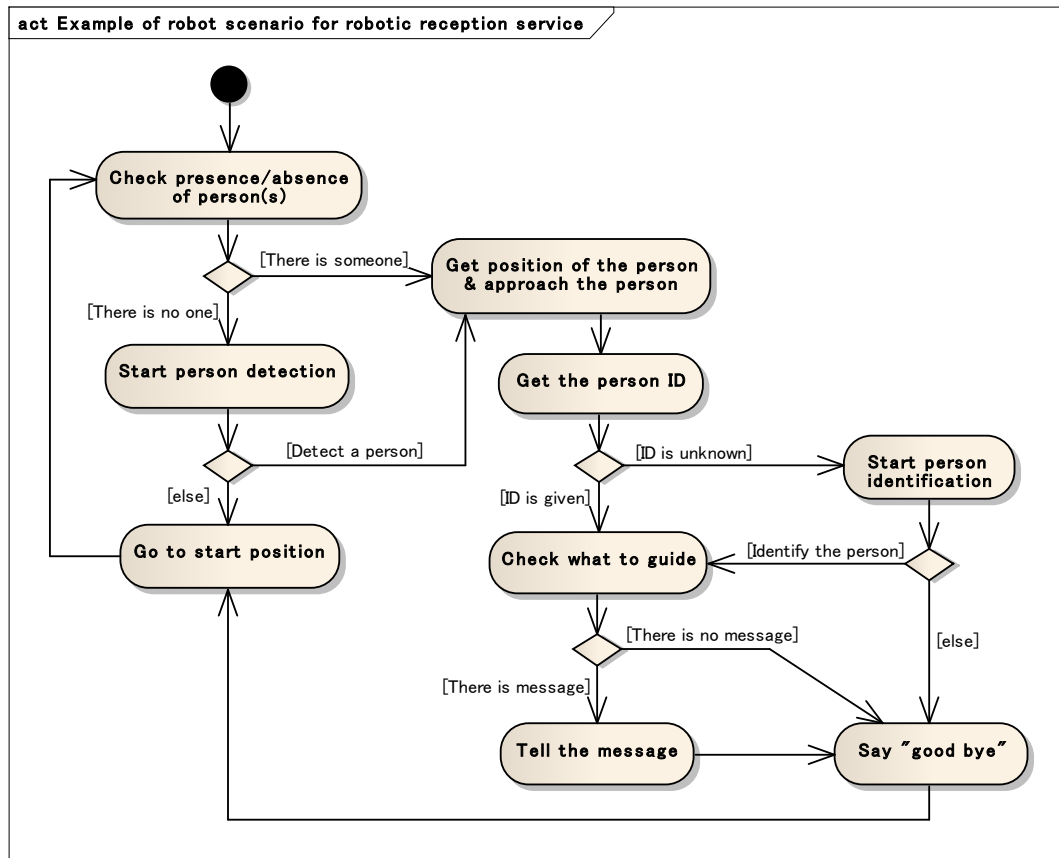 act Example of robot scenario for robotic reception service
Check presence/absence
of person(s)
[There is someone]
Get position of the person
& approach the person
[There is no one]
Start person detection
Get the person ID
[Detect a person]
[ID is unknown]
Start person
identification
[else]
[ID is given]
Go to start position
Check what to guide
[Identify the person]
[There is no message]
[else]
[There is message]
Tell the message
Say "good bye"